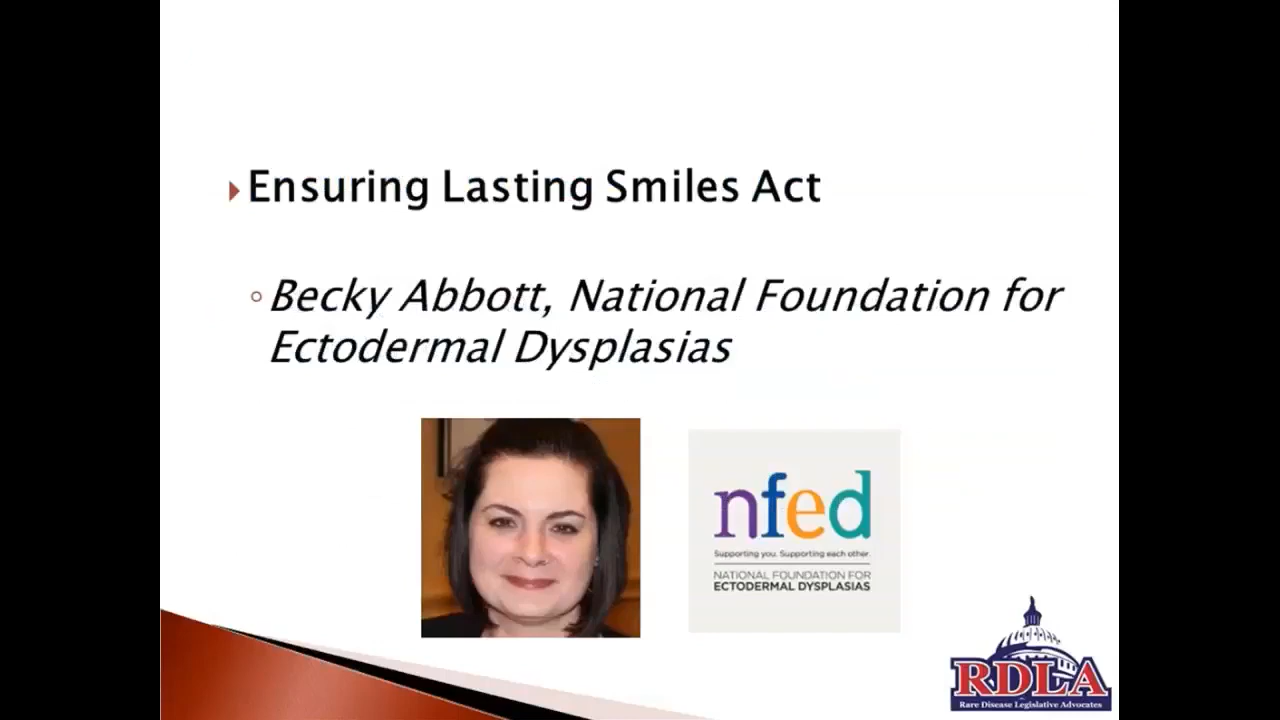 Ensuring Lasting Smiles Act
Becky Abbott, National Foundation for
Ectodermal Dysplasias
nfed
Supporting you. Supporting each other.
NATIONAL FOUNDATION FOR
ECTODERMAL DYSPLASIAS
RDLA
Rare Disease Legislative Advocates